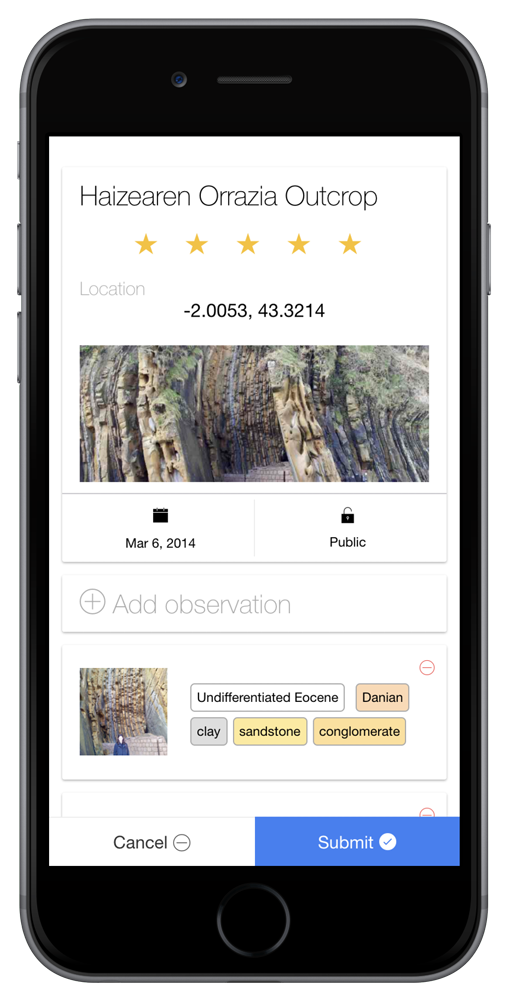 Haizearen Orrazia Outcrop
Location
-2.0053, 43.3214
Mar 6, 2014
Public
Add observation
Undifferentiated Eocene Danian
clay sandstone conglomerate
Cancel Submit